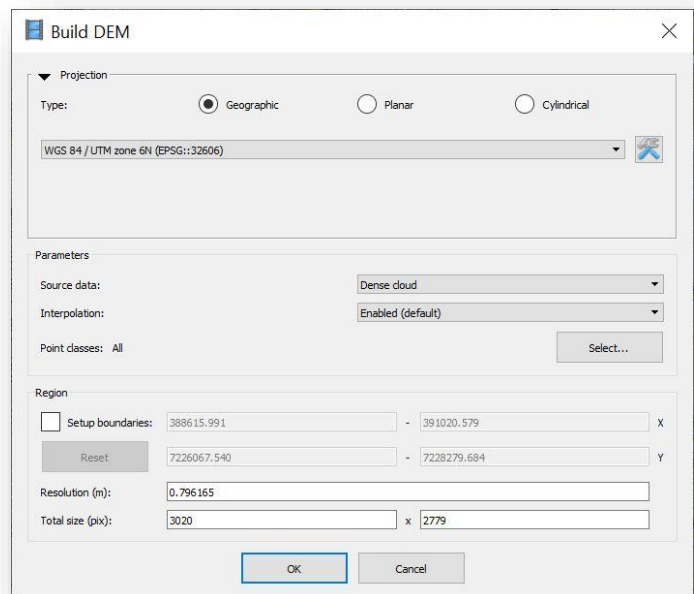 Build DEM
Projection
Type: Geographic Planar Cylindrical
WGS 84 / UTM zone 6N (EPSG::32606)
Parameters
Source data: Dense cloud
Interpolation: Enabled (default)
Point classes: All Select...
Region
Setup boundaries: 388615.991 - 391020.579 X
Reset 7226067.540 - 7228279.684 Y
Resolution (m): 0.796165
Total size (pix): 3020 x 2779
OK Cancel